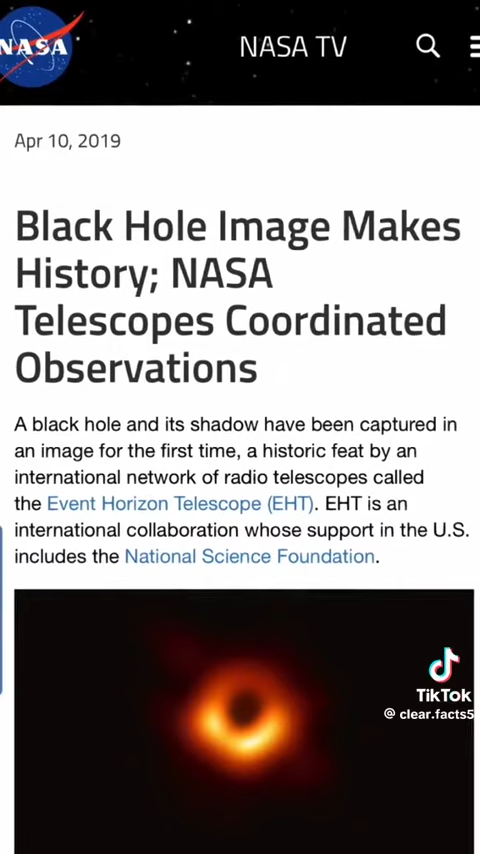 NASA
NASA TV
Apr 10, 2019
Black Hole Image Makes
History; NASA
Telescopes Coordinated
Observations
A black hole and its shadow have been captured in
an image for the first time, a historic feat by an
international network of radio telescopes called
the Event Horizon Telescope (EHT). EHT is an
international collaboration whose support in the U.S.
includes the National Science Foundation.
TikTok
@ clear.facts5